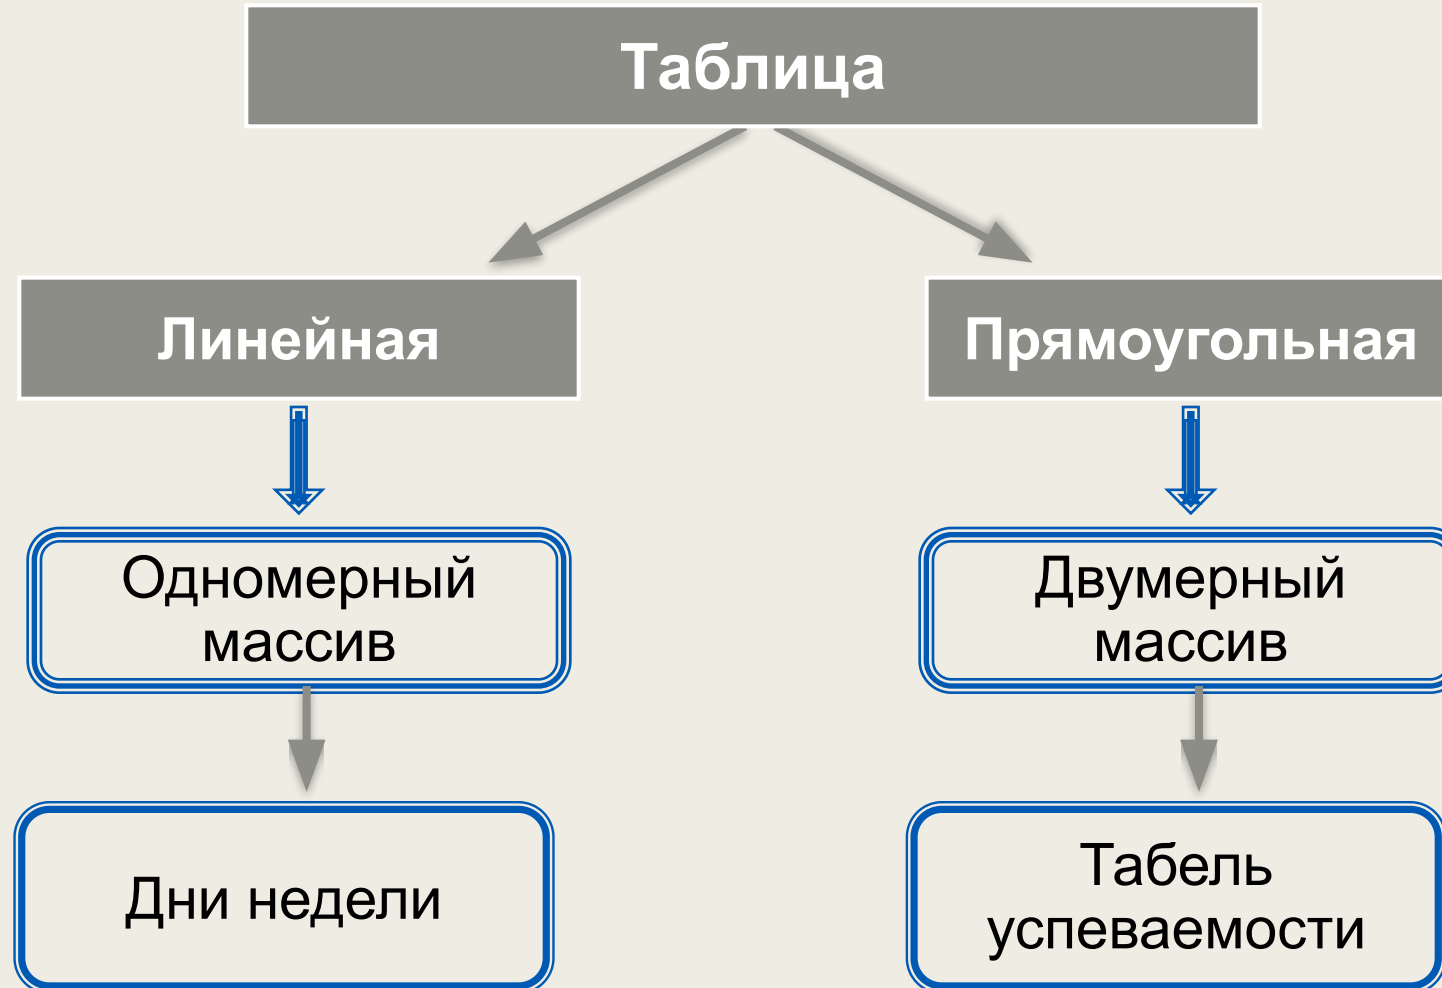 Таблица
Линейная
Прямоугольная
Одномерный
массив
Двумерный
массив
Дни недели
Табель
успеваемости